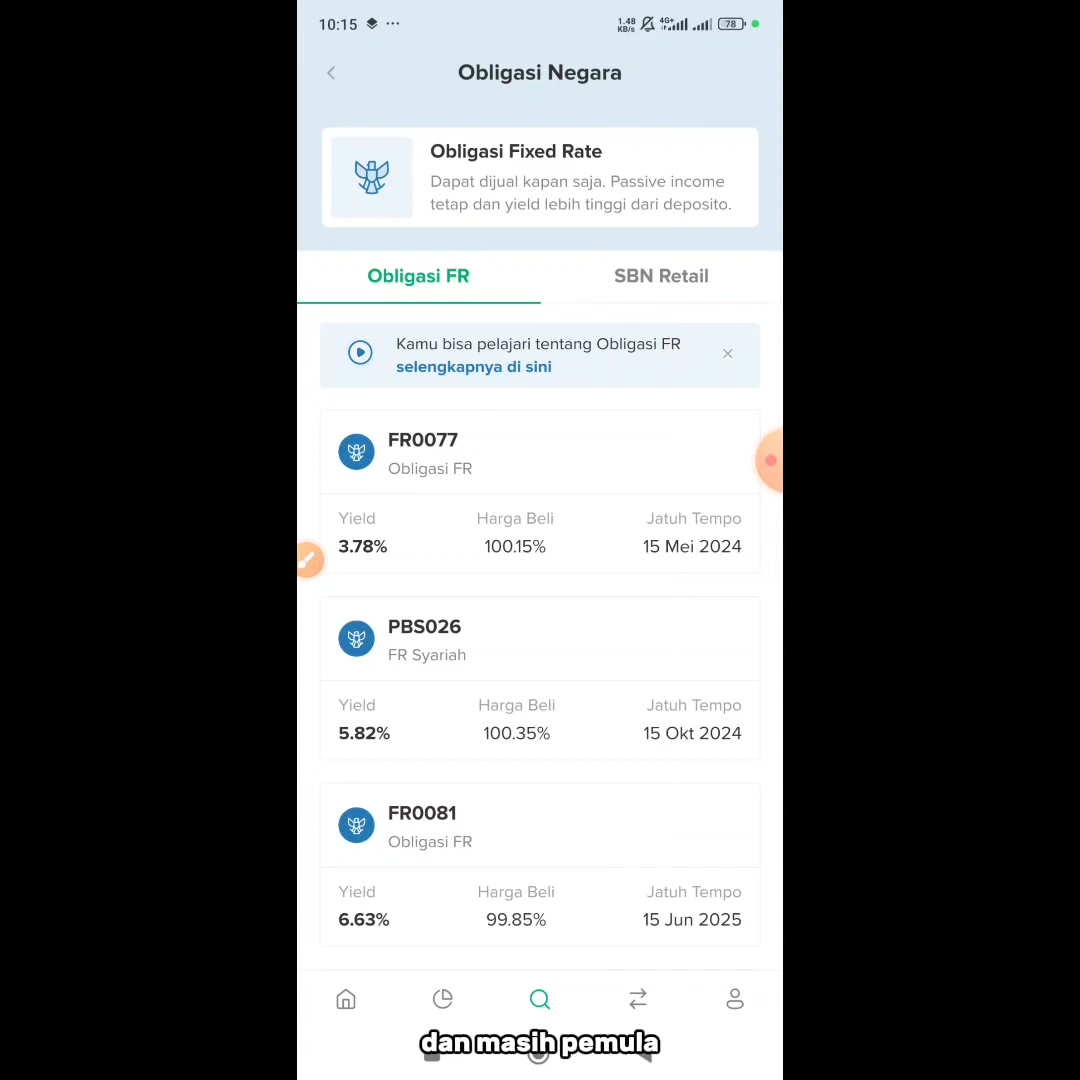 10:15 ... 1.48 KB/s 4G+ 78
Obligasi Negara
Obligasi Fixed Rate
Dapat dijual kapan saja. Passive income
tetap dan yield lebih tinggi dari deposito.
Obligasi FR SBN Retail
Kamu bisa pelajari tentang Obligasi FR
selengkapnya di sini
FR0077
Obligasi FR
Yield Harga Beli Jatuh Tempo
3.78% 100.15% 15 Mei 2024
PBS026
FR Syariah
Yield Harga Beli Jatuh Tempo
5.82% 100.35% 15 Okt 2024
FR0081
Obligasi FR
Yield Harga Beli Jatuh Tempo
6.63% 99.85% 15 Jun 2025
dan masih pemula